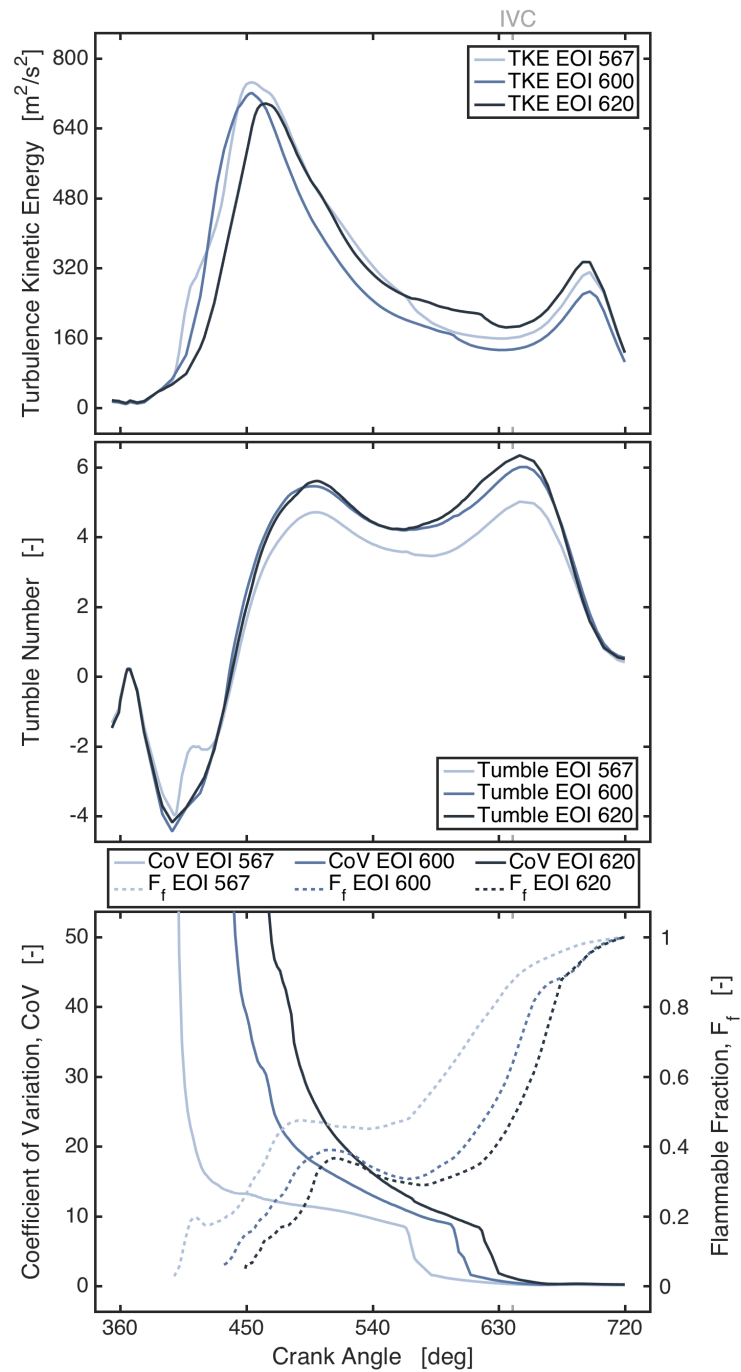 IVC
TKE EOI 567
TKE EOI 600
TKE EOI 620
Turbulence Kinetic Energy [m²/s²]
800
640
480
320
160
0
Tumble Number [-]
6
4
2
0
-2
-4
Tumble EOI 567
Tumble EOI 600
Tumble EOI 620
CoV EOI 567 CoV EOI 600 CoV EOI 620
F_f EOI 567 F_f EOI 600 F_f EOI 620
Coefficient of Variation, CoV [-]
50
40
30
20
10
0
1
0.8
0.6
0.4
0.2
0
Flammable Fraction, F_f [-]
360 450 540 630 720
Crank Angle [deg]